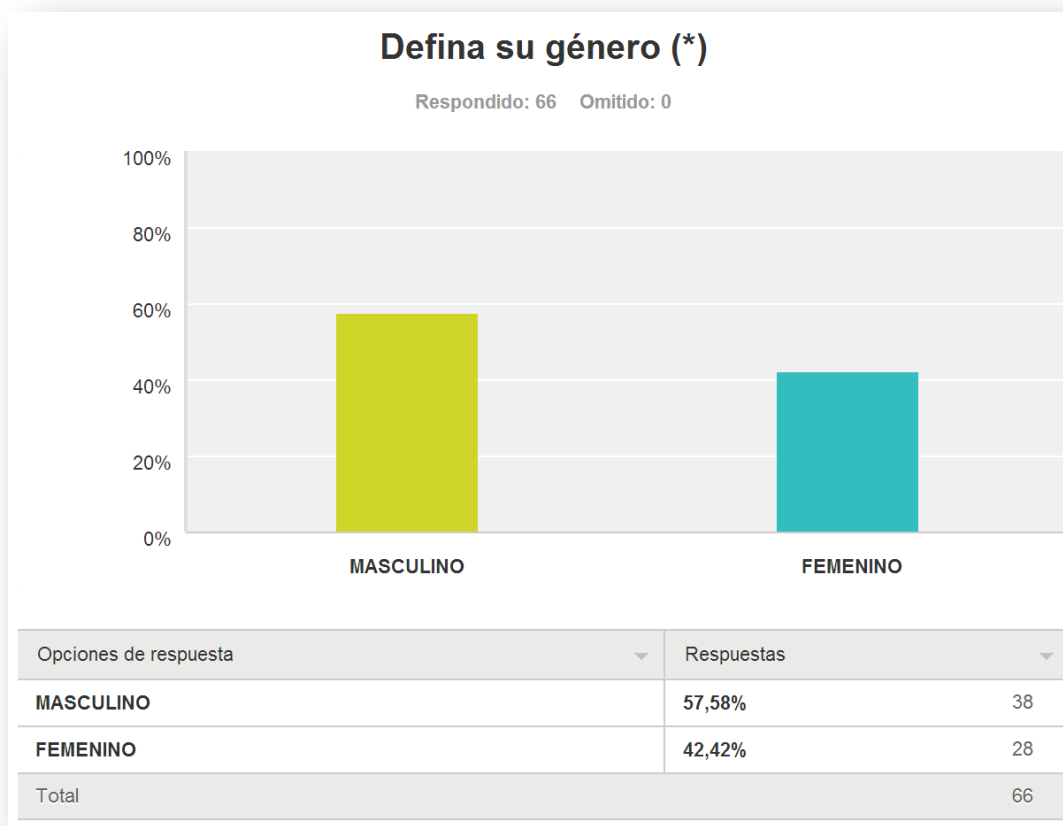 Defina su género (*)
Respondido: 66 Omitido: 0
100%
80%
60%
40%
20%
0%
MASCULINO FEMENINO
Opciones de respuesta Respuestas
MASCULINO 57,58% 38
FEMENINO 42,42% 28
Total 66